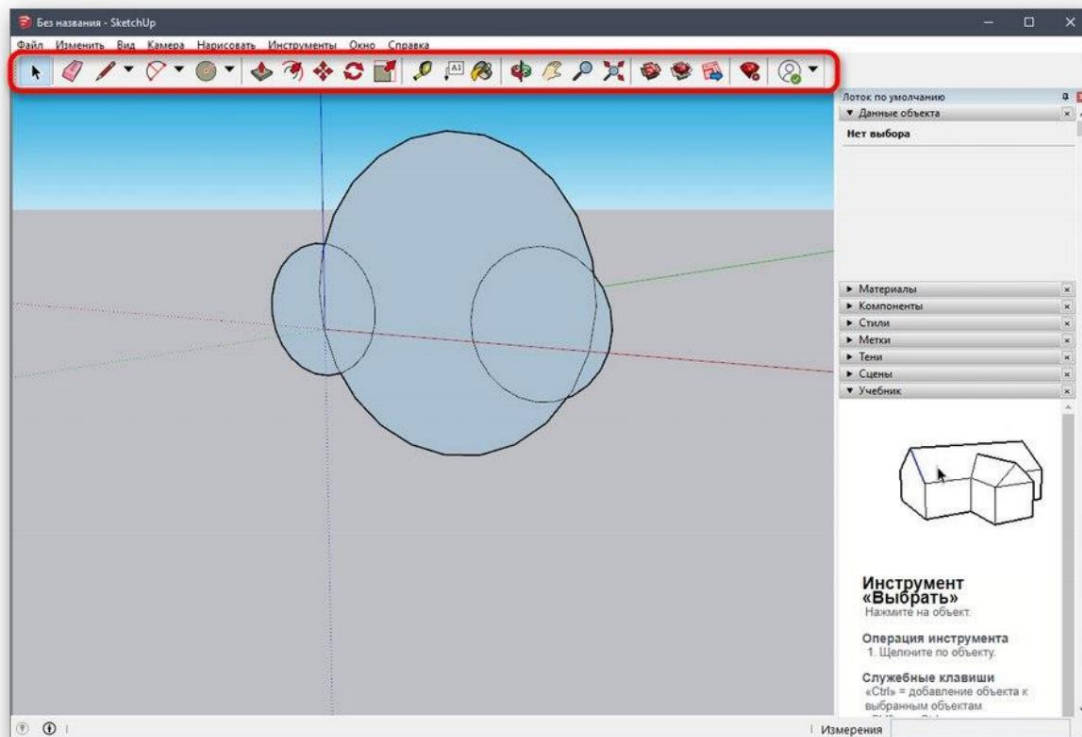 Без названия - SketchUp
Файл Изменить Вид Камера Нарисовать Инструменты Окно Справка
A1
Лоток по умолчанию
Данные объекта
Нет выбора
Материалы
Компоненты
Стили
Метки
Тени
Сцены
Учебник
Инструмент
«Выбрать»
Нажмите на объект.
Операция инструмента
1. Щелкните по объекту.
Служебные клавиши
«Ctrl» = добавление объекта к
выбранным объектам
Измерения